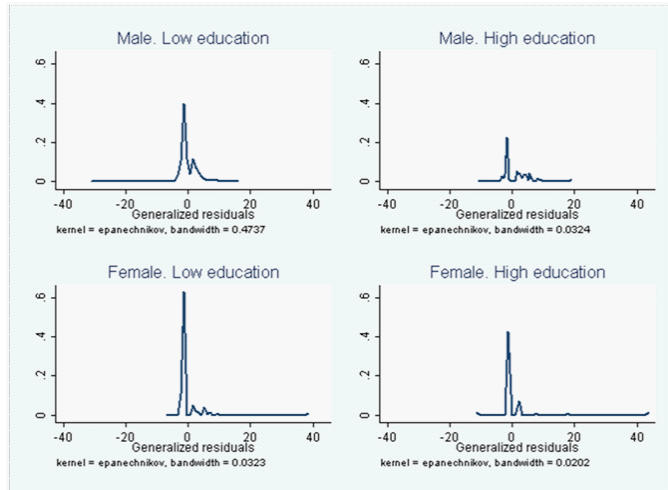 Male. Low education
.6
.4
.2
0
-40 -20 0 20 40
Generalized residuals
kernel = epanechnikov, bandwidth = 0.4737
Male. High education
.6
.4
.2
0
-40 -20 0 20 40
Generalized residuals
kernel = epanechnikov, bandwidth = 0.0324
Female. Low education
.6
.4
.2
0
-40 -20 0 20 40
Generalized residuals
kernel = epanechnikov, bandwidth = 0.0323
Female. High education
.6
.4
.2
0
-40 -20 0 20 40
Generalized residuals
kernel = epanechnikov, bandwidth = 0.0202